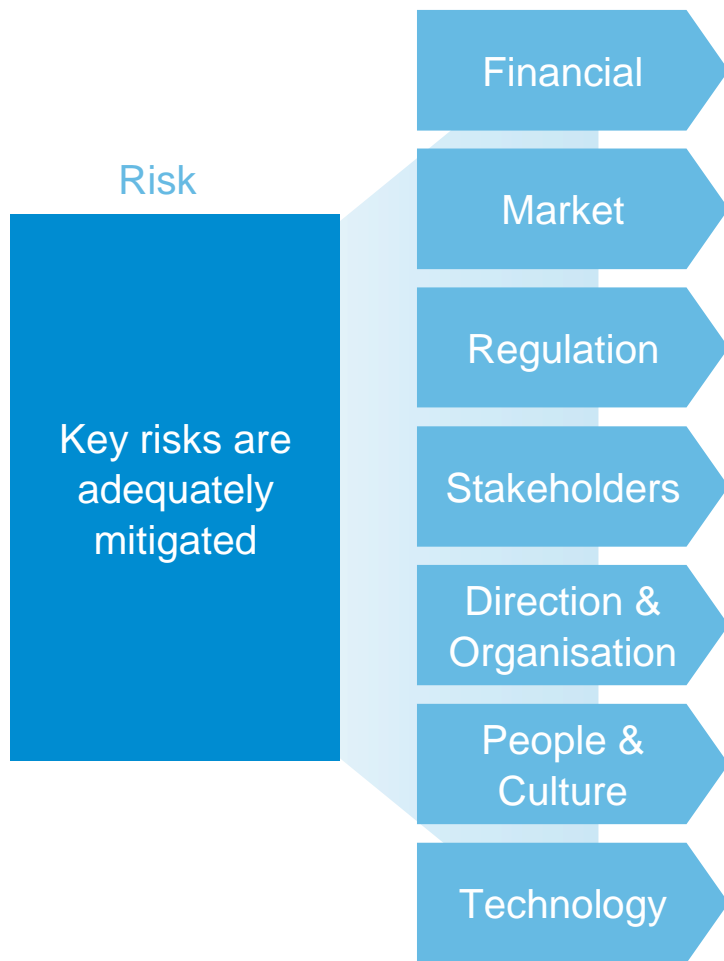 Risk
Key risks are
adequately
mitigated
Financial
Market
Regulation
Stakeholders
Direction &
Organisation
People &
Culture
Technology